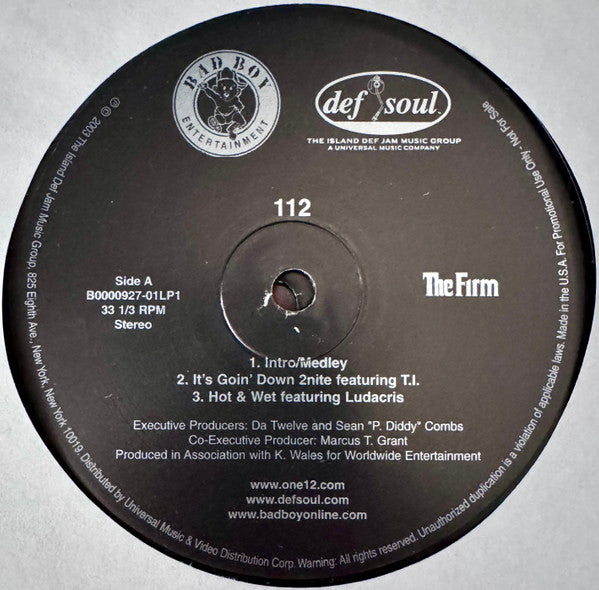 BAD BOY
ENTERTAINMENT
def soul
THE ISLAND DEF JAM MUSIC GROUP
A UNIVERSAL MUSIC COMPANY
112
Side A
B0000927-01LP1
33 1/3 RPM
Stereo
The Firm
1. Intro/Medley
2. It's Goin' Down 2nite featuring T.I.
3. Hot & Wet featuring Ludacris
Executive Producers: Da Twelve and Sean "P. Diddy" Combs
Co-Executive Producer: Marcus T. Grant
Produced in Association with K. Wales for Worldwide Entertainment
www.one12.com
www.defsoul.com
www.badboyonline.com
℗ © 2003 The Island Def Jam Music Group, 825 Eighth Ave., New York, New York 10019. Distributed by Universal Music & Video Distribution Corp. Warning: All rights reserved. Unauthorized duplication is a violation of applicable laws. Made in the U.S.A. For Promotional Use Only - Not For Sale